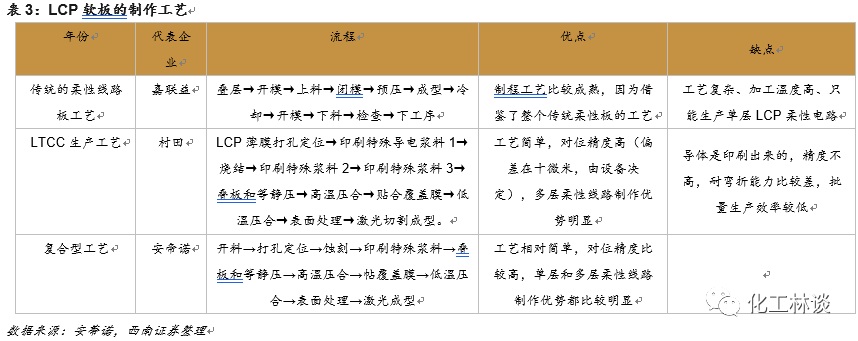 表 3：LCP 软板的制作工艺
年份
代表企
业
流程
优点
缺点
传统的柔性线路
板工艺
嘉联益
叠层→开模→上料→闭模→预压→成型→冷
却→开模→下料→检查→下工序
制程工艺比较成熟，因为借
鉴了整个传统柔性板的工艺
工艺复杂、加工温度高、只
能生产单层 LCP 柔性电路
LTCC 生产工艺
村田
LCP 薄膜打孔定位→印刷特殊导电浆料 1→
烧结→印刷特殊浆料 2→印刷特殊浆料 3→
叠板和等静压→高温压合→贴合覆盖膜→低
温压合→表面处理→激光切割成型。
工艺简单，对位精度高（偏
差在十微米，由设备决
定），多层柔性线路制作优
势明显
导体是印刷出来的，精度不
高，耐弯折能力比较差，批
量生产效率较低
复合型工艺
安帝诺
开料→打孔定位→蚀刻→印刷特殊浆料→叠
板和等静压→高温压合→帖覆盖膜→低温压
合→表面处理→激光成型
工艺相对简单，对位精度比
较高，单层和多层柔性线路
制作优势都比较明显
化工林谈
数据来源：安帝诺，西南证券整理